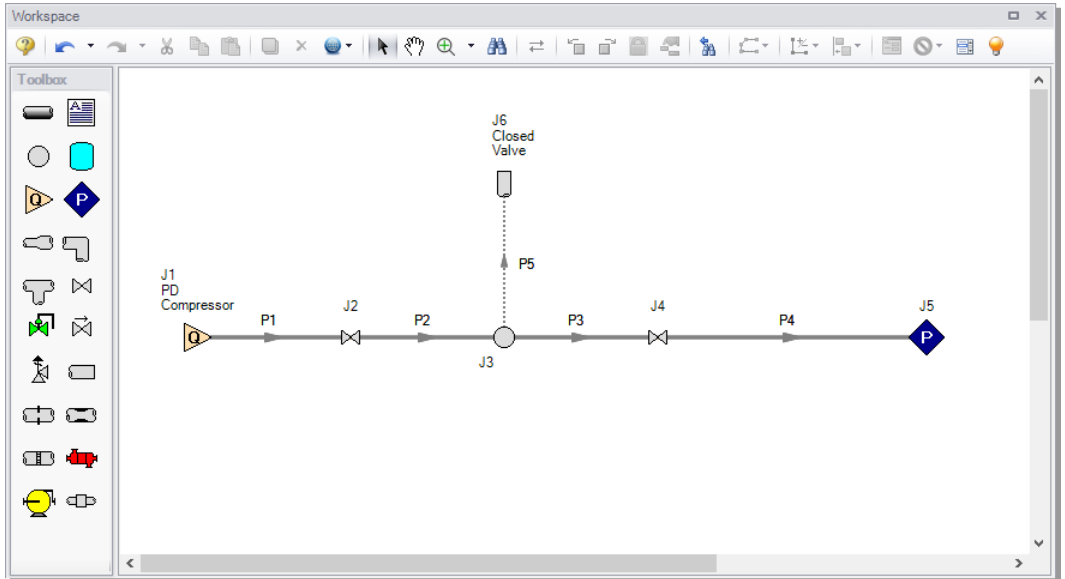 Workspace
Toolbox
A
Q
P
J6
Closed
Valve
P5
J1
PD
Compressor
P1
J2
P2
P3
J4
P4
J5
Q
P
J3